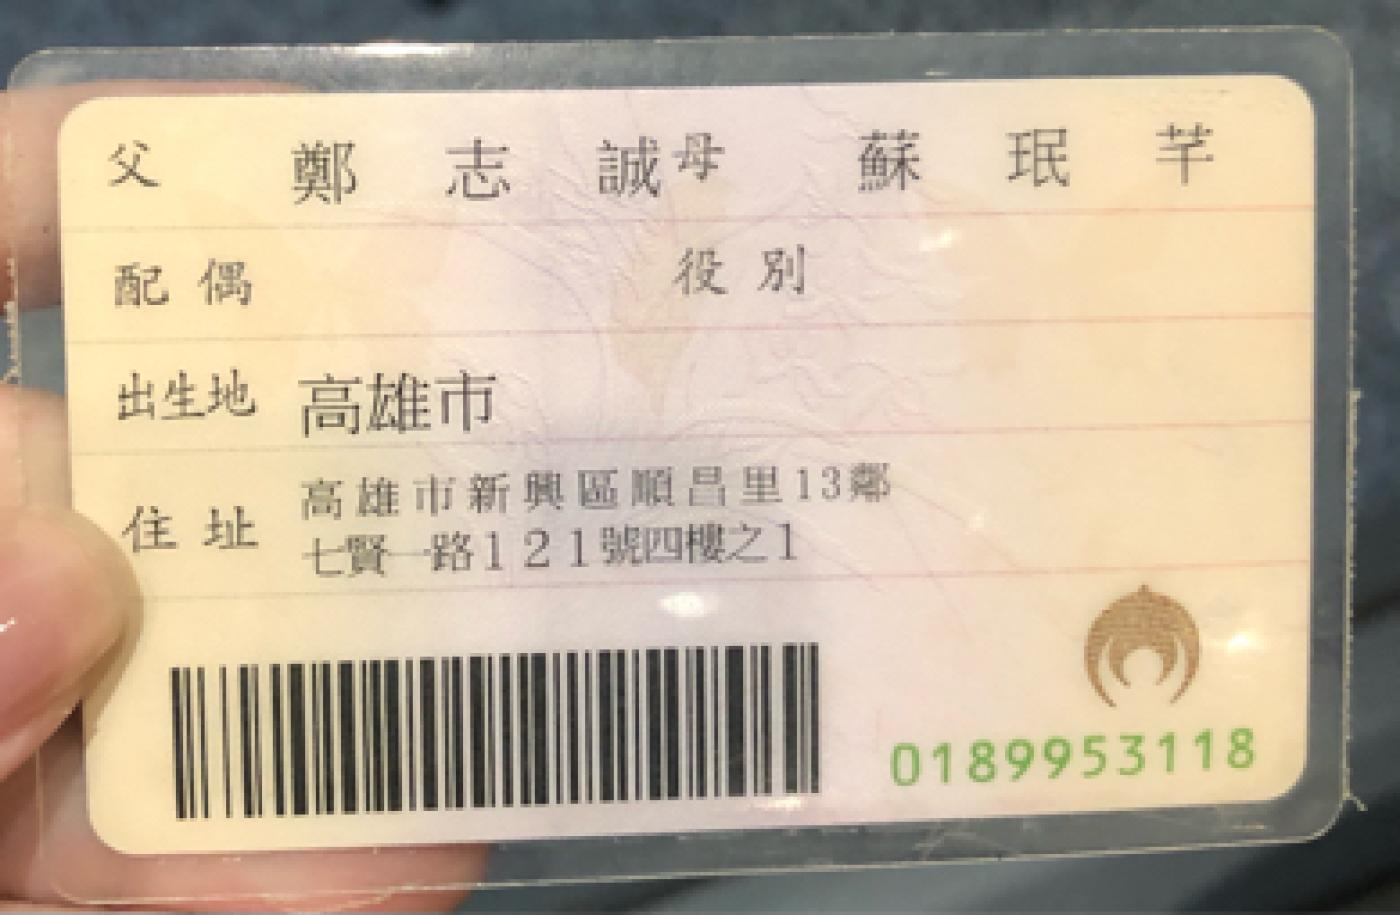 父 鄭志誠 母 蘇珉芊
配偶 役別
出生地 高雄市
住址 高雄市新興區順昌里13鄰
七賢一路121號四樓之1
0189953118